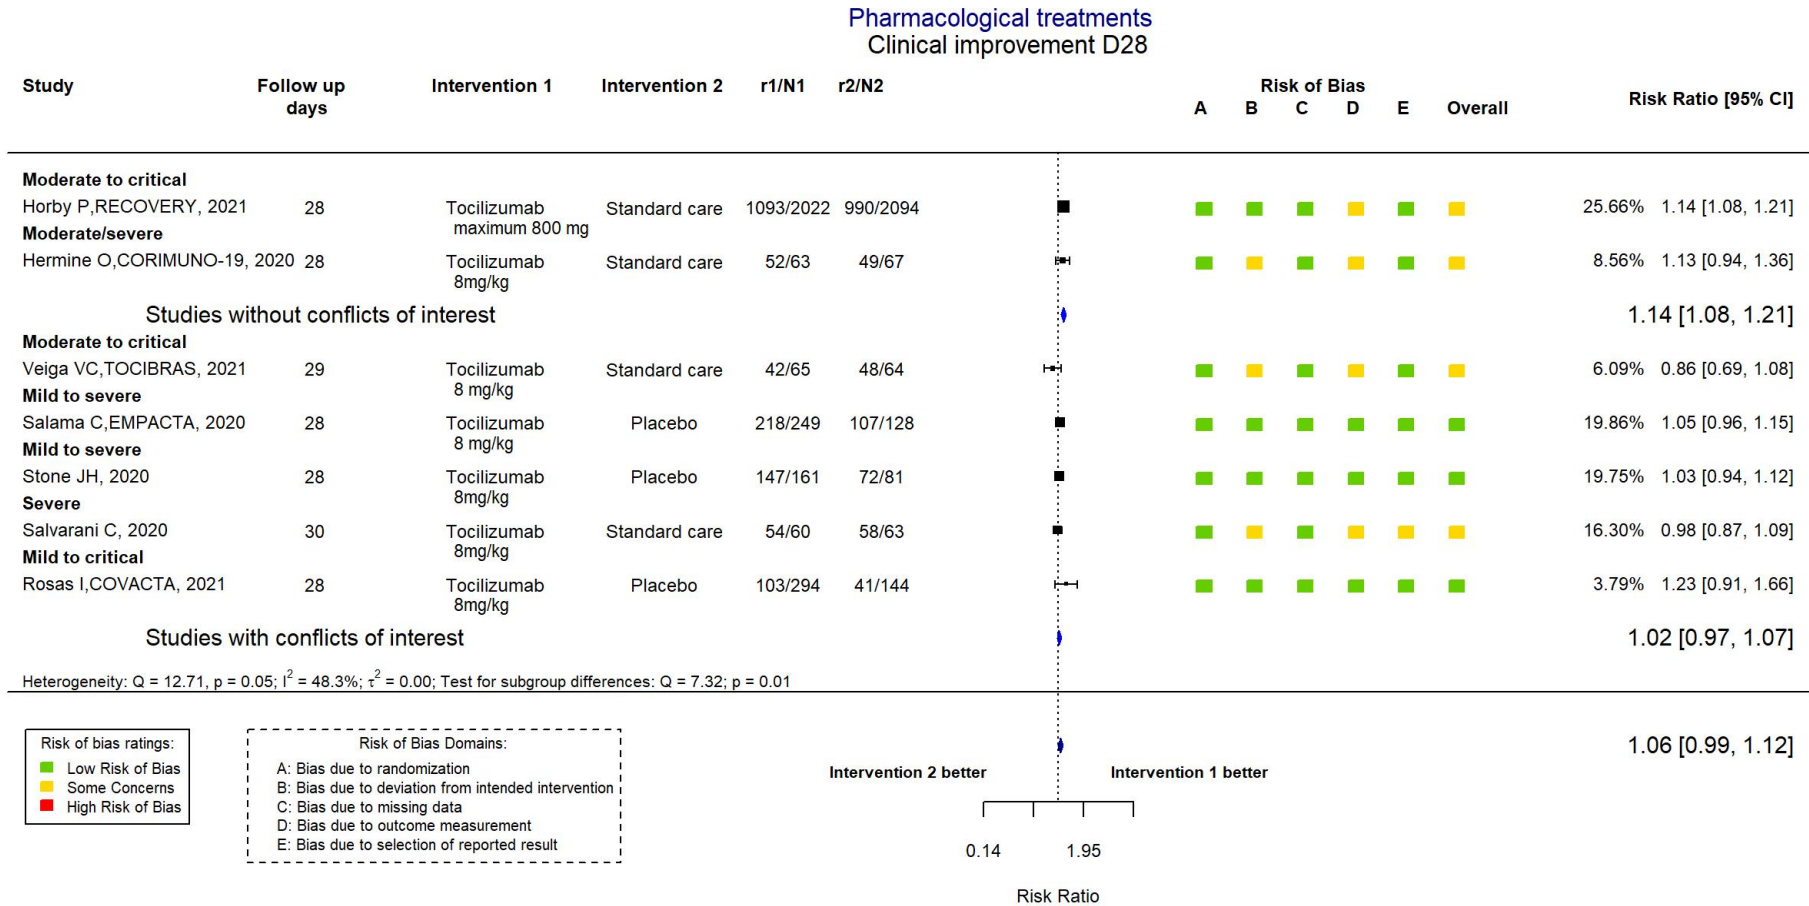 Pharmacological treatments
Clinical improvement D28
Study Follow up days Intervention 1 Intervention 2 r1/N1 r2/N2 Risk of Bias Risk Ratio [95% CI]
A B C D E Overall
Moderate to critical
Horby P,RECOVERY, 2021 28 Tocilizumab maximum 800 mg Standard care 1093/2022 990/2094 25.66% 1.14 [1.08, 1.21]
Moderate/severe
Hermine O,CORIMUNO-19, 2020 28 Tocilizumab 8mg/kg Standard care 52/63 49/67 8.56% 1.13 [0.94, 1.36]
Studies without conflicts of interest 1.14 [1.08, 1.21]
Moderate to critical
Veiga VC,TOCIBRAS, 2021 29 Tocilizumab 8 mg/kg Standard care 42/65 48/64 6.09% 0.86 [0.69, 1.08]
Mild to severe
Salama C,EMPACTA, 2020 28 Tocilizumab 8 mg/kg Placebo 218/249 107/128 19.86% 1.05 [0.96, 1.15]
Mild to severe
Stone JH, 2020 28 Tocilizumab 8mg/kg Placebo 147/161 72/81 19.75% 1.03 [0.94, 1.12]
Severe
Salvarani C, 2020 30 Tocilizumab 8mg/kg Standard care 54/60 58/63 16.30% 0.98 [0.87, 1.09]
Mild to critical
Rosas I,COVACTA, 2021 28 Tocilizumab 8mg/kg Placebo 103/294 41/144 3.79% 1.23 [0.91, 1.66]
Studies with conflicts of interest 1.02 [0.97, 1.07]
Heterogeneity: Q = 12.71, p = 0.05; I² = 48.3%; τ² = 0.00; Test for subgroup differences: Q = 7.32; p = 0.01
1.06 [0.99, 1.12]
Risk of bias ratings:
Low Risk of Bias
Some Concerns
High Risk of Bias
Risk of Bias Domains:
A: Bias due to randomization
B: Bias due to deviation from intended intervention
C: Bias due to missing data
D: Bias due to outcome measurement
E: Bias due to selection of reported result
Intervention 2 better Intervention 1 better
0.14 1.95
Risk Ratio